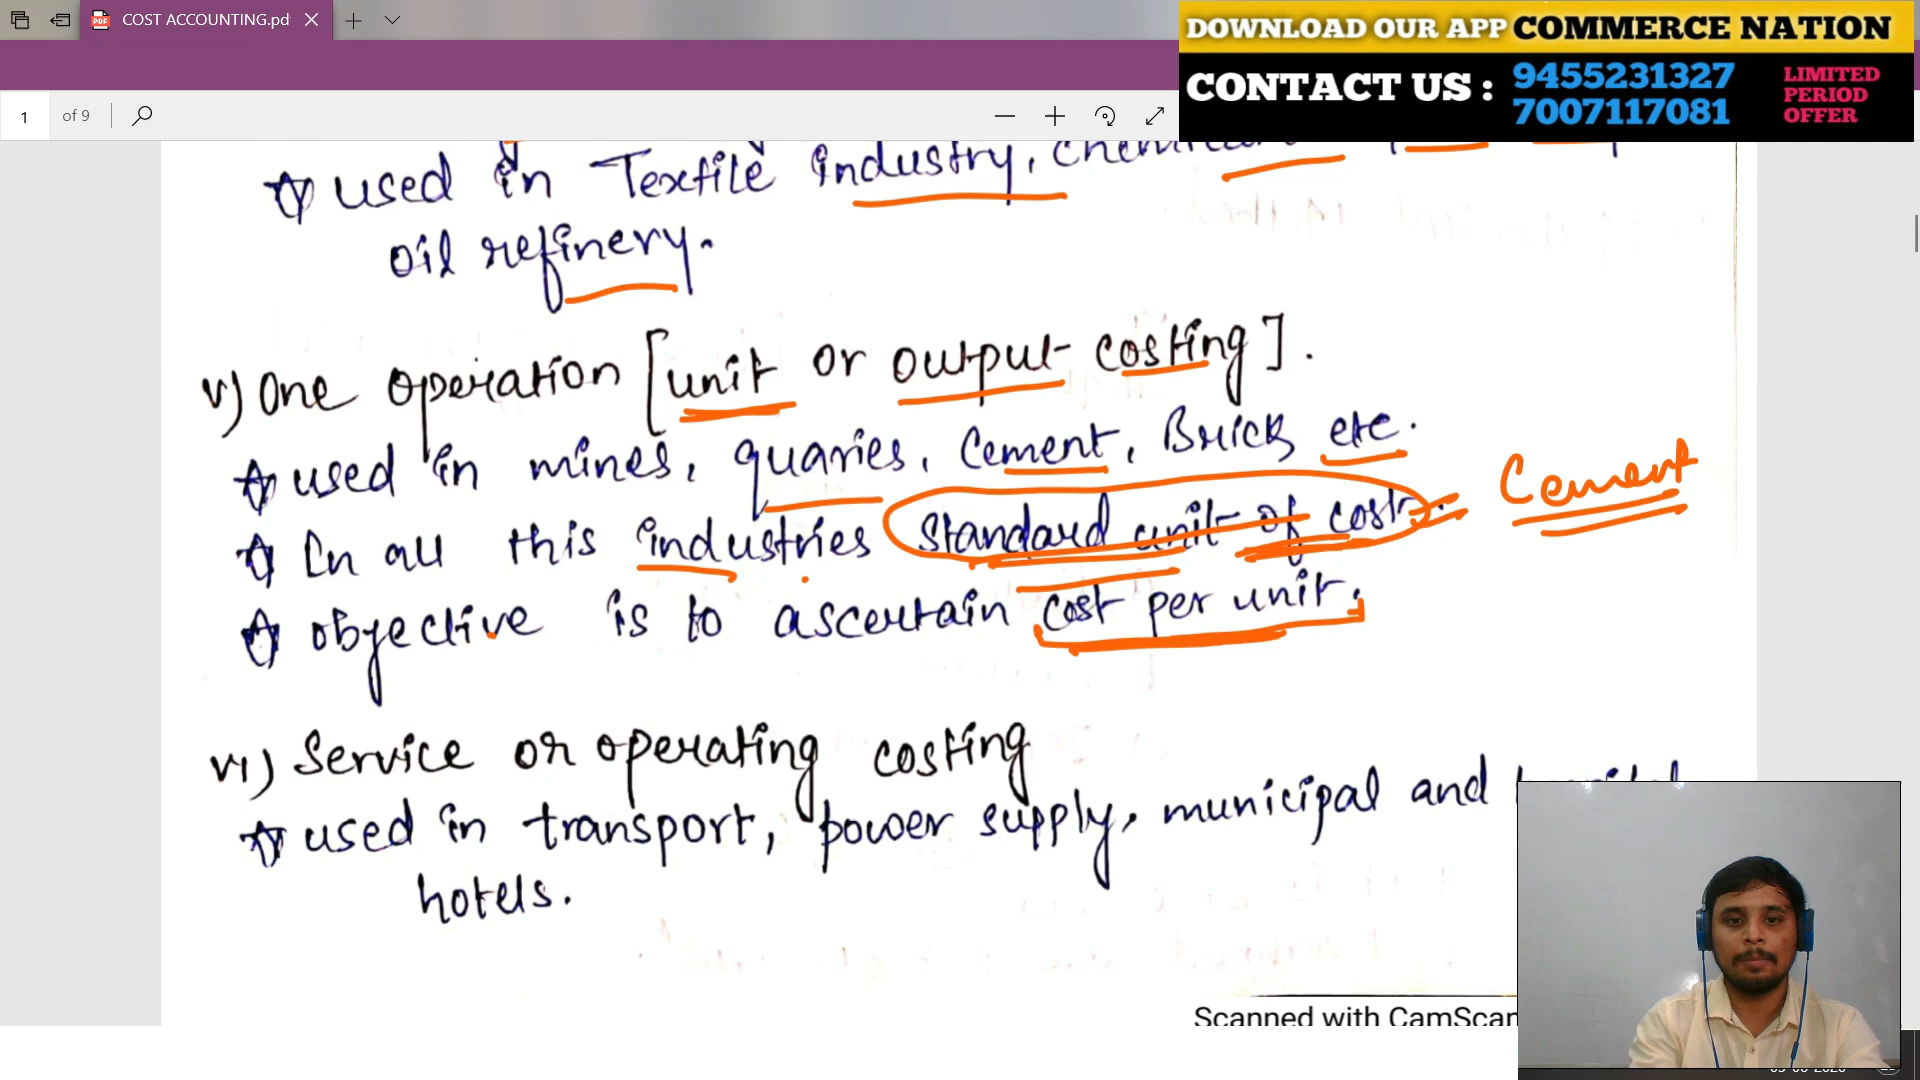 COST ACCOUNTING.pd
DOWNLOAD OUR APP COMMERCE NATION
CONTACT US : 9455231327
7007117081
LIMITED
PERIOD
OFFER
1 of 9
used in Textile industry,
oil refinery.
v) One operation [unit or output costing].
used in mines, quaries, Cement, Brick etc.
In all this industries standard unit of cost.
Cement
objective is to ascertain cost per unit.
vi) Service or operating costing
used in transport, power supply, municipal and
hotels.
Scanned with CamScan